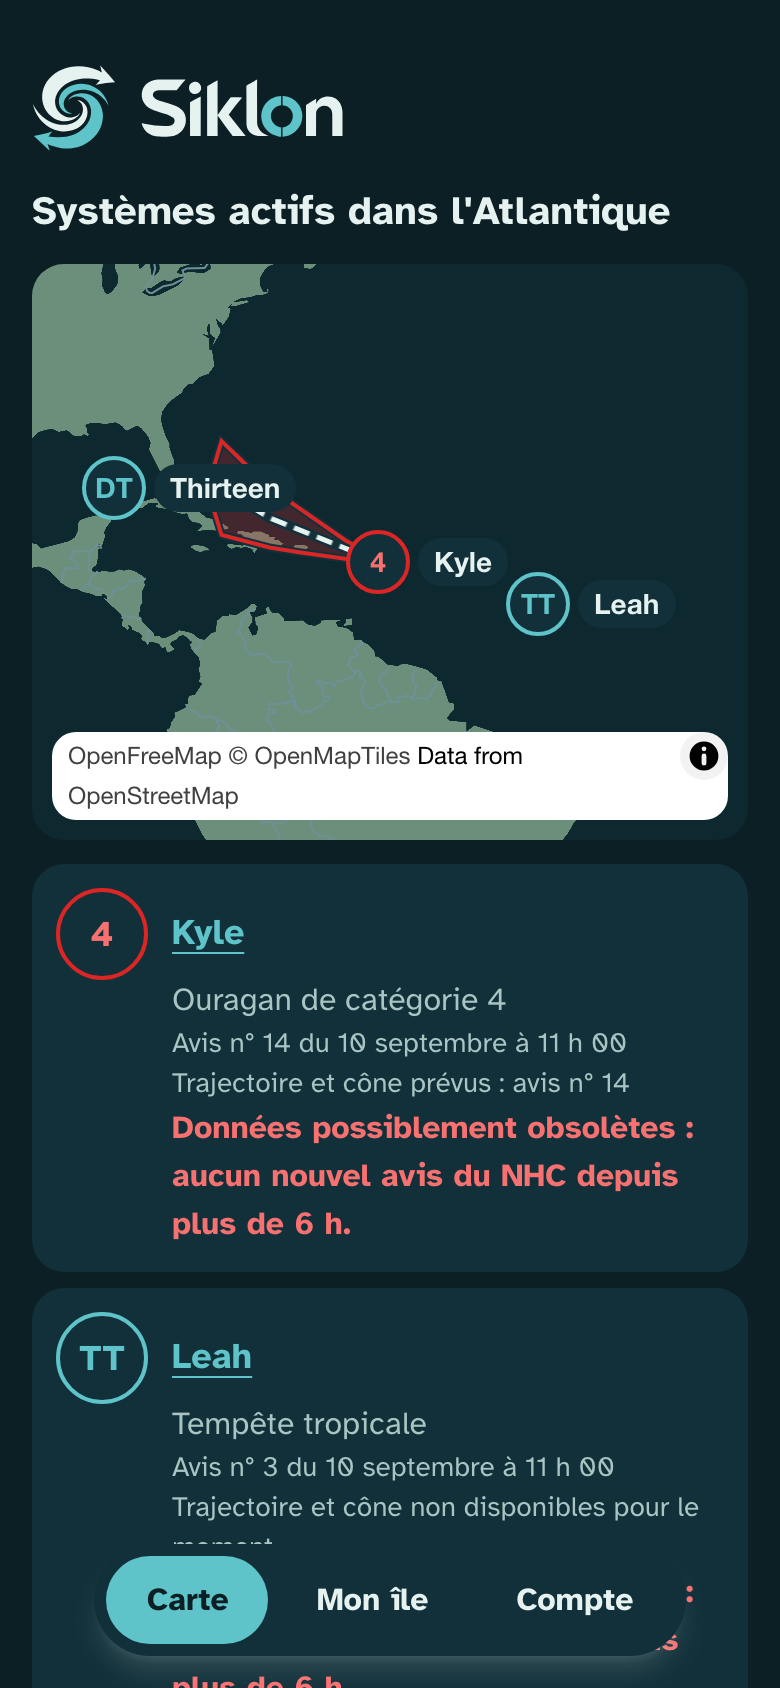 Siklon
Systèmes actifs dans l'Atlantique
DT
Thirteen
4
Kyle
TT
Leah
OpenFreeMap © OpenMapTiles Data from
OpenStreetMap
4
Kyle
Ouragan de catégorie 4
Avis n° 14 du 10 septembre à 11 h 00
Trajectoire et cône prévus : avis n° 14
Données possiblement obsolètes :
aucun nouvel avis du NHC depuis
plus de 6 h.
TT
Leah
Tempête tropicale
Avis n° 3 du 10 septembre à 11 h 00
Trajectoire et cône non disponibles pour le
Carte
Mon île
Compte
:
plus de 6 h.